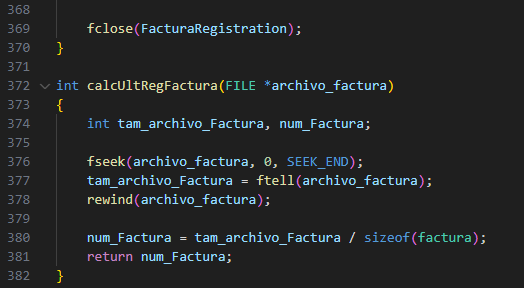 368
369 fclose(FacturaRegistration);
370 }
371
372 int calcUltRegFactura(FILE *archivo_factura)
373 {
374 int tam_archivo_Factura, num_Factura;
375
376 fseek(archivo_factura, 0, SEEK_END);
377 tam_archivo_Factura = ftell(archivo_factura);
378 rewind(archivo_factura);
379
380 num_Factura = tam_archivo_Factura / sizeof(factura);
381 return num_Factura;
382 }